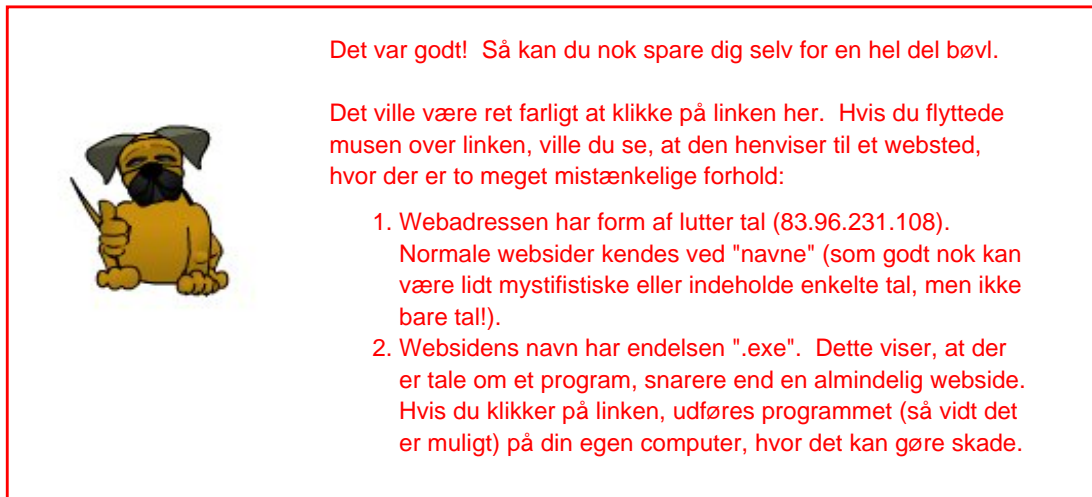 Det var godt!  Så kan du nok spare dig selv for en hel del bøvl.
Det ville være ret farligt at klikke på linken her.  Hvis du flyttede
musen over linken, ville du se, at den henviser til et websted,
hvor der er to meget mistænkelige forhold:
1. Webadressen har form af lutter tal (83.96.231.108).
Normale websider kendes ved "navne" (som godt nok kan
være lidt mystifistiske eller indeholde enkelte tal, men ikke
bare tal!).
2. Websidens navn har endelsen ".exe".  Dette viser, at der
er tale om et program, snarere end en almindelig webside.
Hvis du klikker på linken, udføres programmet (så vidt det
er muligt) på din egen computer, hvor det kan gøre skade.